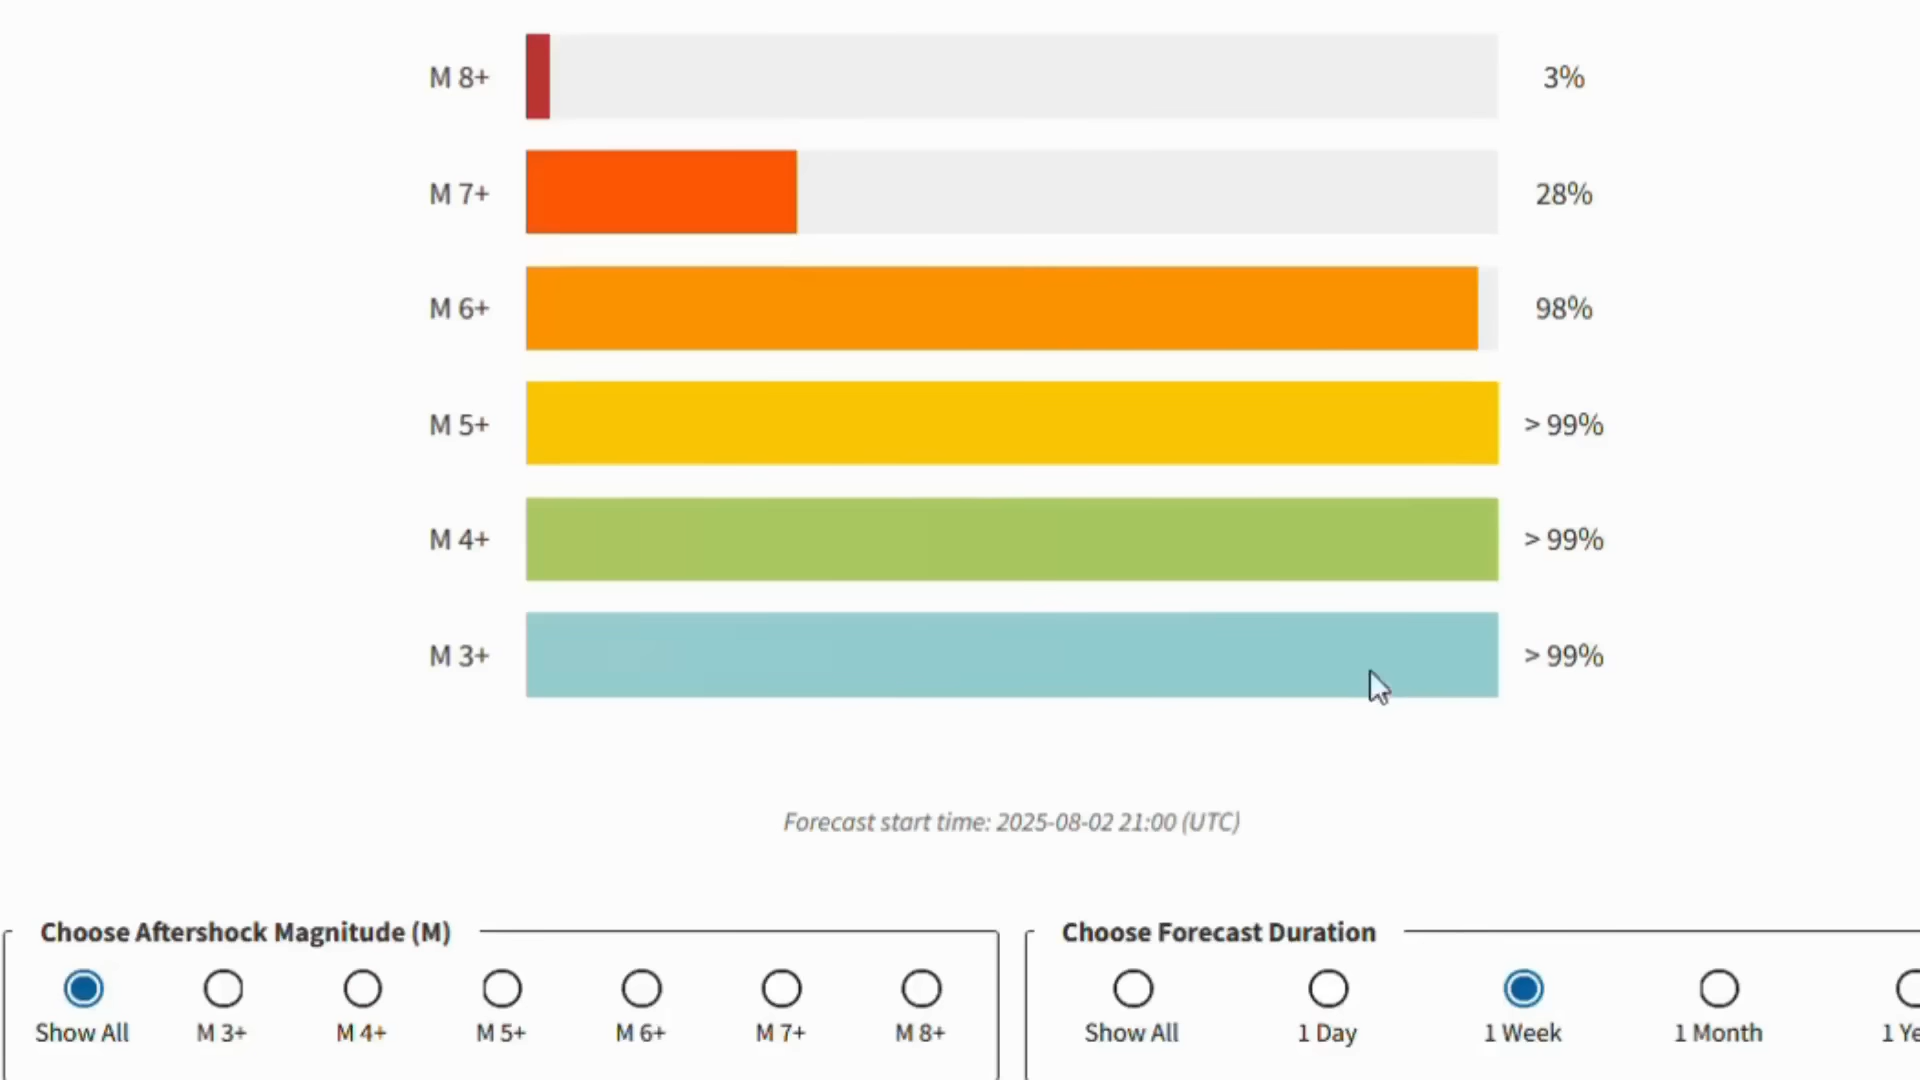 M 8+ 3%
M 7+ 28%
M 6+ 98%
M 5+ > 99%
M 4+ > 99%
M 3+ > 99%
Forecast start time: 2025-08-02 21:00 (UTC)
Choose Aftershock Magnitude (M)
Show All M 3+ M 4+ M 5+ M 6+ M 7+ M 8+
Choose Forecast Duration
Show All 1 Day 1 Week 1 Month 1 Ye